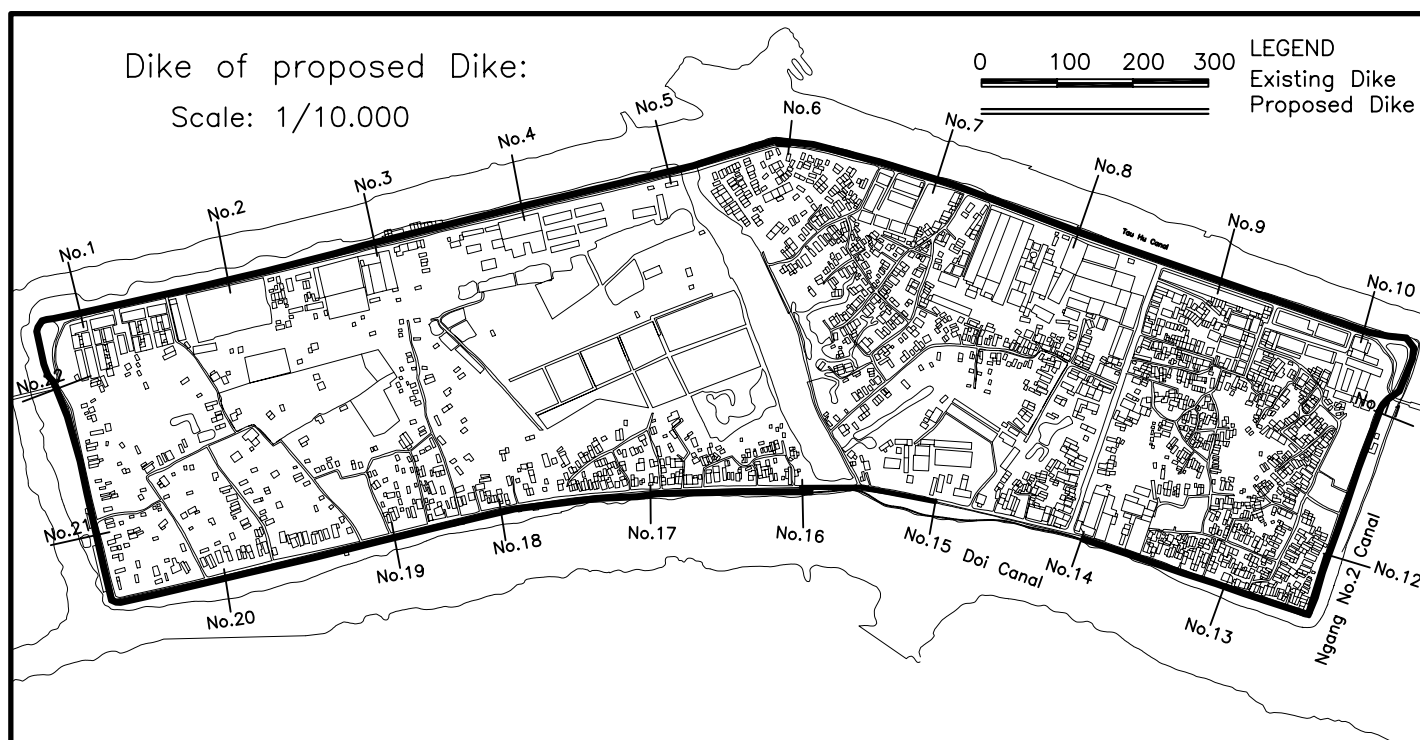 Dike of proposed Dike:
Scale: 1/10.000
0 100 200 300
LEGEND
Existing Dike
Proposed Dike
No.1
No.2
No.3
No.4
No.5
No.6
No.7
No.8
Tau Hu Canal
No.9
No.10
No.
No.12
Ngang No.2 Canal
No.13
No.14
Doi Canal
No.15
No.16
No.17
No.18
No.19
No.20
No.21
No.22